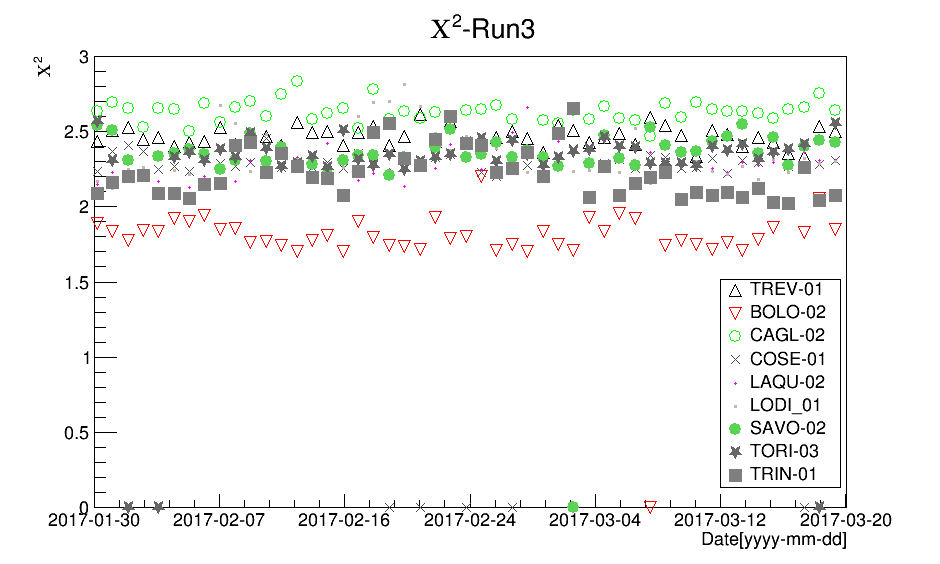 X²-Run3
X²
3
2.5
2
1.5
1
0.5
0
2017-01-30 2017-02-07 2017-02-16 2017-02-24 2017-03-04 2017-03-12 2017-03-20
Date[yyyy-mm-dd]
TREV-01
BOLO-02
CAGL-02
COSE-01
LAQU-02
LODI_01
SAVO-02
TORI-03
TRIN-01